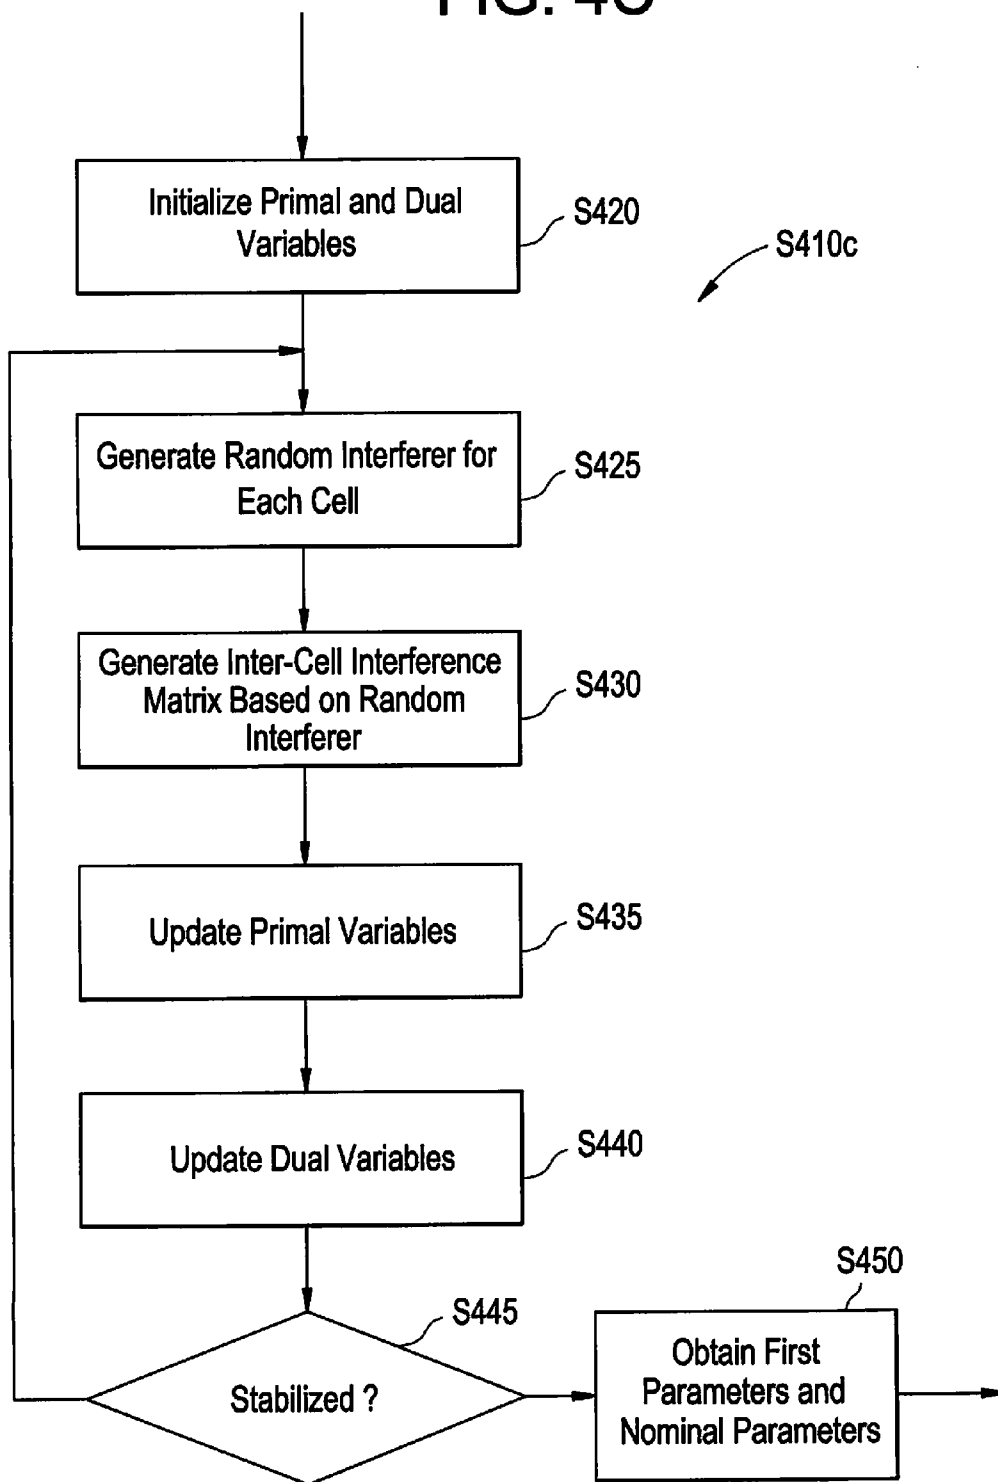 FIG. 4C
Initialize Primal and Dual
Variables
S420
S410c
Generate Random Interferer for
Each Cell
S425
Generate Inter-Cell Interference
Matrix Based on Random
Interferer
S430
Update Primal Variables
S435
Update Dual Variables
S440
S450
S445
Stabilized ?
Obtain First
Parameters and
Nominal Parameters